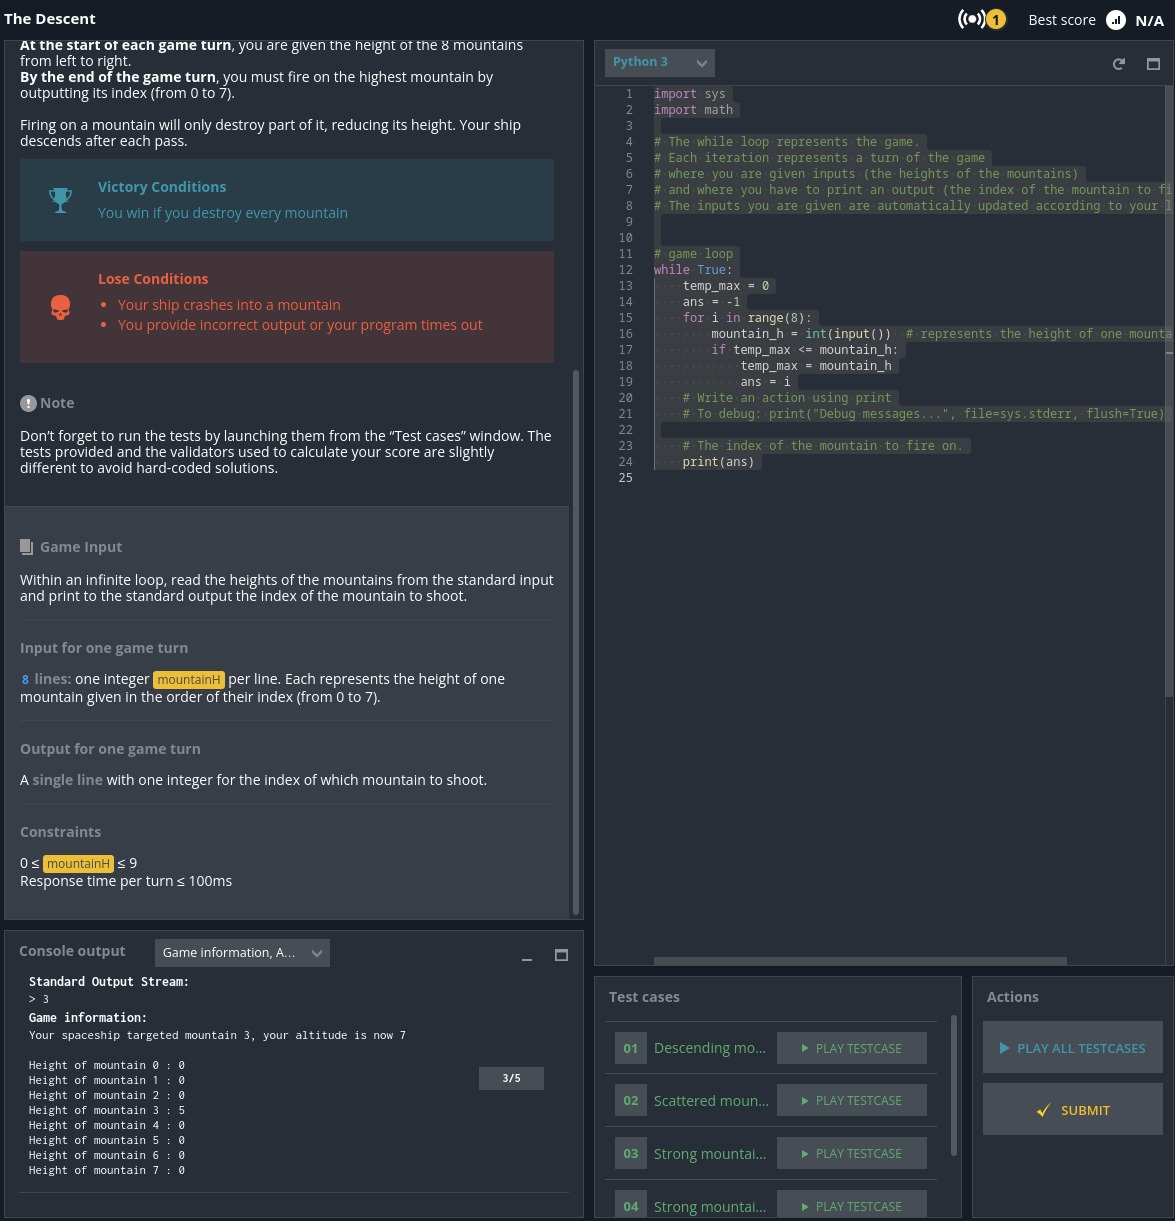 The Descent
1
Best score
N/A
At the start of each game turn, you are given the height of the 8 mountains
from left to right.
By the end of the game turn, you must fire on the highest mountain by
outputting its index (from 0 to 7).
Firing on a mountain will only destroy part of it, reducing its height. Your ship
descends after each pass.
Victory Conditions
You win if you destroy every mountain
Lose Conditions
• Your ship crashes into a mountain
• You provide incorrect output or your program times out
Note
Don’t forget to run the tests by launching them from the “Test cases” window. The
tests provided and the validators used to calculate your score are slightly
different to avoid hard-coded solutions.
Game Input
Within an infinite loop, read the heights of the mountains from the standard input
and print to the standard output the index of the mountain to shoot.
Input for one game turn
8 lines: one integer mountainH per line. Each represents the height of one
mountain given in the order of their index (from 0 to 7).
Output for one game turn
A single line with one integer for the index of which mountain to shoot.
Constraints
0 ≤ mountainH ≤ 9
Response time per turn ≤ 100ms
Console output
Game information, A...
Standard Output Stream:
> 3
Game information:
Your spaceship targeted mountain 3, your altitude is now 7
Height of mountain 0 : 0
Height of mountain 1 : 0
Height of mountain 2 : 0
Height of mountain 3 : 5
Height of mountain 4 : 0
Height of mountain 5 : 0
Height of mountain 6 : 0
Height of mountain 7 : 0
3/5
Python 3
1 import sys
2 import math
3
4 # The while loop represents the game.
5 # Each iteration represents a turn of the game
6 # where you are given inputs (the heights of the mountains)
7 # and where you have to print an output (the index of the mountain to fi
8 # The inputs you are given are automatically updated according to your l
9
10
11 # game loop
12 while True:
13     temp_max = 0
14     ans = -1
15     for i in range(8):
16         mountain_h = int(input())  # represents the height of one mounta
17         if temp_max <= mountain_h:
18             temp_max = mountain_h
19             ans = i
20     # Write an action using print
21     # To debug: print("Debug messages...", file=sys.stderr, flush=True)
22
23     # The index of the mountain to fire on.
24     print(ans)
25
Test cases
01 Descending mo... PLAY TESTCASE
02 Scattered moun... PLAY TESTCASE
03 Strong mountai... PLAY TESTCASE
04 Strong mountai... PLAY TESTCASE
Actions
PLAY ALL TESTCASES
SUBMIT